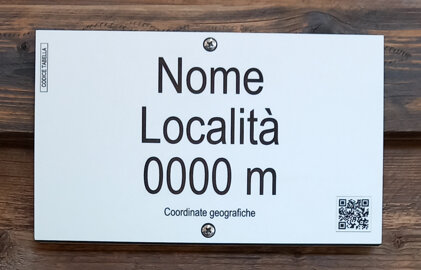 CODICE TABELLA
Nome
Località
0000 m
Coordinate geografiche